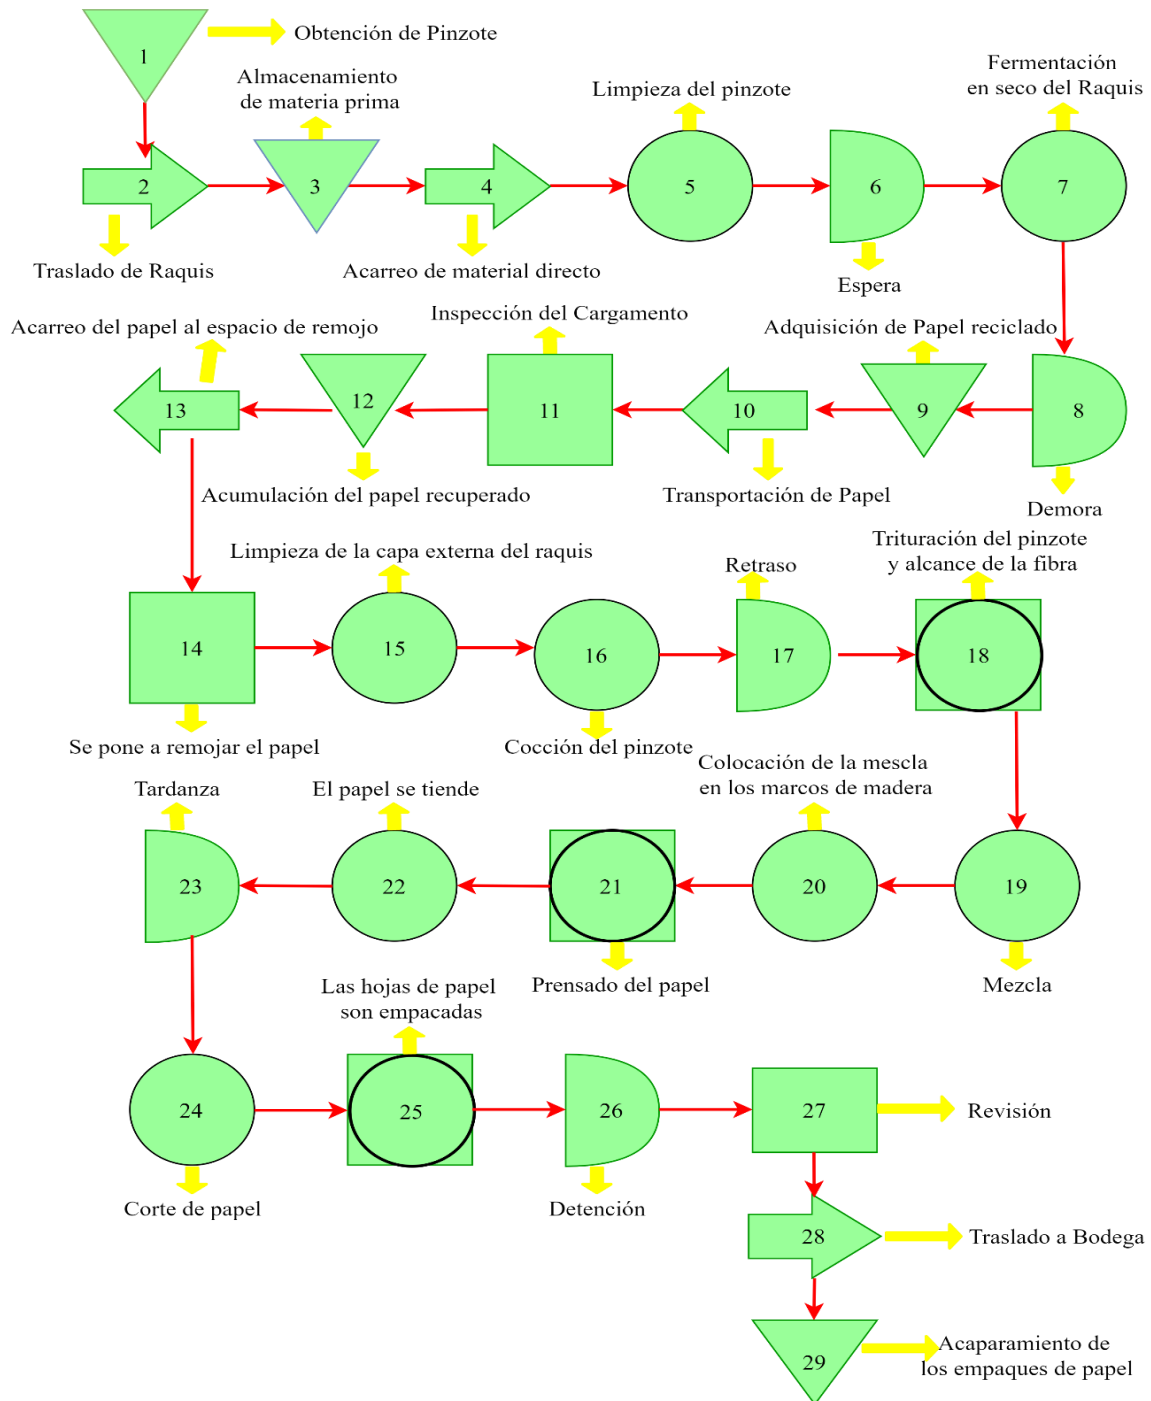 1
Obtención de Pinzote
Almacenamiento
de materia prima
Limpieza del pinzote
Fermentación
en seco del Raquis
2
3
4
5
6
7
Traslado de Raquis
Acarreo de material directo
Espera
Acarreo del papel al espacio de remojo
Inspección del Cargamento
Adquisición de Papel reciclado
13
12
11
10
9
8
Acumulación del papel recuperado
Transportación de Papel
Demora
Limpieza de la capa externa del raquis
Retraso
Trituración del pinzote
y alcance de la fibra
14
15
16
17
18
Se pone a remojar el papel
Cocción del pinzote
Tardanza
El papel se tiende
Colocación de la mescla
en los marcos de madera
23
22
21
20
19
Las hojas de papel
son empacadas
Prensado del papel
Mezcla
24
25
26
27
Revisión
Corte de papel
Detención
28
Traslado a Bodega
29
Acaparamiento de
los empaques de papel